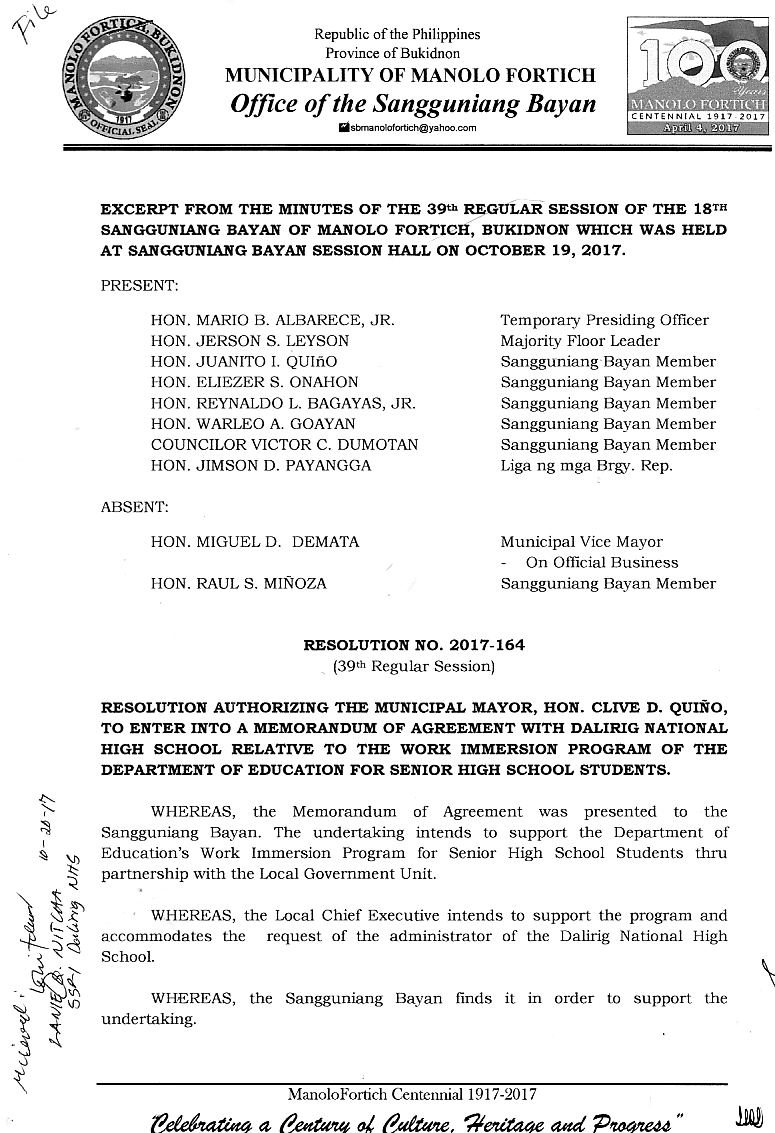 File
MANOLO FORTICH, BUKIDNON
1917
OFFICIAL SEAL
Republic of the Philippines
Province of Bukidnon
MUNICIPALITY OF MANOLO FORTICH
Office of the Sangguniang Bayan
sbmanolofortich@yahoo.com
100
Years
MANOLO FORTICH
CENTENNIAL 1917-2017
April 4, 2017
EXCERPT FROM THE MINUTES OF THE 39th REGULAR SESSION OF THE 18TH
SANGGUNIANG BAYAN OF MANOLO FORTICH, BUKIDNON WHICH WAS HELD
AT SANGGUNIANG BAYAN SESSION HALL ON OCTOBER 19, 2017.
PRESENT:
HON. MARIO B. ALBARECE, JR. Temporary Presiding Officer
HON. JERSON S. LEYSON Majority Floor Leader
HON. JUANITO I. QUIñO Sangguniang Bayan Member
HON. ELIEZER S. ONAHON Sangguniang Bayan Member
HON. REYNALDO L. BAGAYAS, JR. Sangguniang Bayan Member
HON. WARLEO A. GOAYAN Sangguniang Bayan Member
COUNCILOR VICTOR C. DUMOTAN Sangguniang Bayan Member
HON. JIMSON D. PAYANGGA Liga ng mga Brgy. Rep.
ABSENT:
HON. MIGUEL D. DEMATA Municipal Vice Mayor
- On Official Business
HON. RAUL S. MIÑOZA Sangguniang Bayan Member
RESOLUTION NO. 2017-164
(39th Regular Session)
RESOLUTION AUTHORIZING THE MUNICIPAL MAYOR, HON. CLIVE D. QUIÑO,
TO ENTER INTO A MEMORANDUM OF AGREEMENT WITH DALIRIG NATIONAL
HIGH SCHOOL RELATIVE TO THE WORK IMMERSION PROGRAM OF THE
DEPARTMENT OF EDUCATION FOR SENIOR HIGH SCHOOL STUDENTS.
WHEREAS, the Memorandum of Agreement was presented to the
Sangguniang Bayan. The undertaking intends to support the Department of
Education's Work Immersion Program for Senior High School Students thru
partnership with the Local Government Unit.
WHEREAS, the Local Chief Executive intends to support the program and
accommodates the request of the administrator of the Dalirig National High
School.
WHEREAS, the Sangguniang Bayan finds it in order to support the
undertaking.
10-20-17
Dalirig NHS
ManoloFortich Centennial 1917-2017
"Celebrating a Century of Culture, Heritage and Progress"